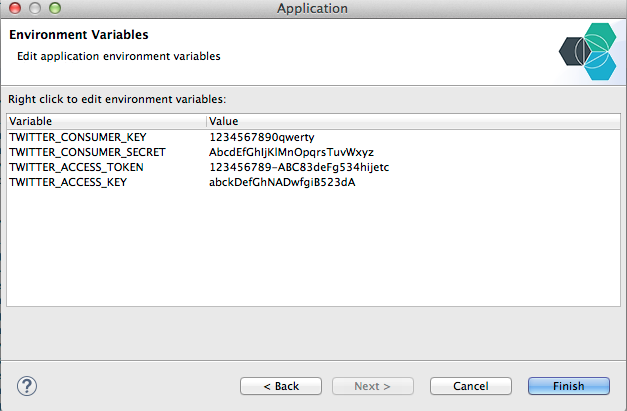 Application
Environment Variables
Edit application environment variables
Right click to edit environment variables:
Variable Value
TWITTER_CONSUMER_KEY 1234567890qwerty
TWITTER_CONSUMER_SECRET AbcdEfGhIjKlMnOpqrsTuvWxyz
TWITTER_ACCESS_TOKEN 123456789-ABC83deFg534hijetc
TWITTER_ACCESS_KEY abckDefGhNADwfgiB523dA
? < Back Next > Cancel Finish